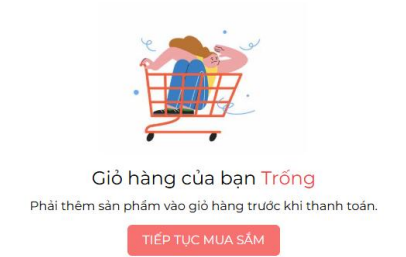 Giỏ hàng của bạn Trống
Phải thêm sản phẩm vào giỏ hàng trước khi thanh toán.
TIẾP TỤC MUA SẮM